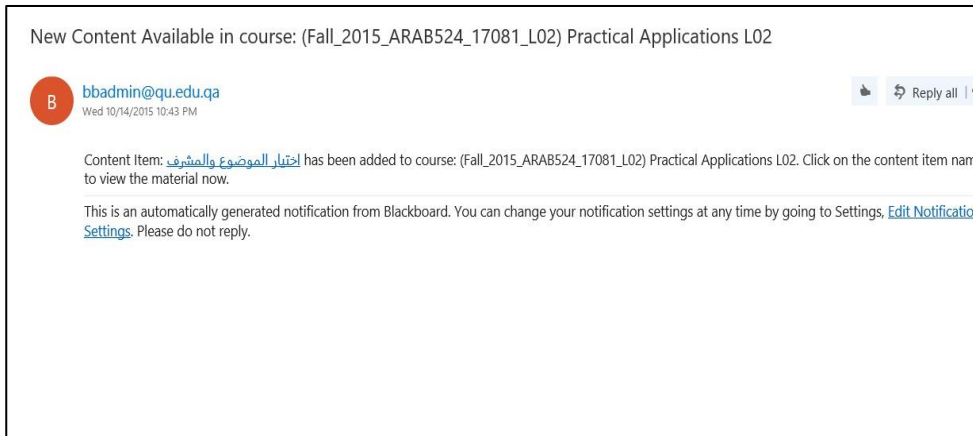 New Content Available in course: (Fall_2015_ARAB524_17081_L02) Practical Applications L02
B
bbadmin@qu.edu.qa
Wed 10/14/2015 10:43 PM
Reply all
Content Item: اختيار الموضوع والمشرف has been added to course: (Fall_2015_ARAB524_17081_L02) Practical Applications L02. Click on the content item nam
to view the material now.
This is an automatically generated notification from Blackboard. You can change your notification settings at any time by going to Settings, Edit Notificatio
Settings. Please do not reply.